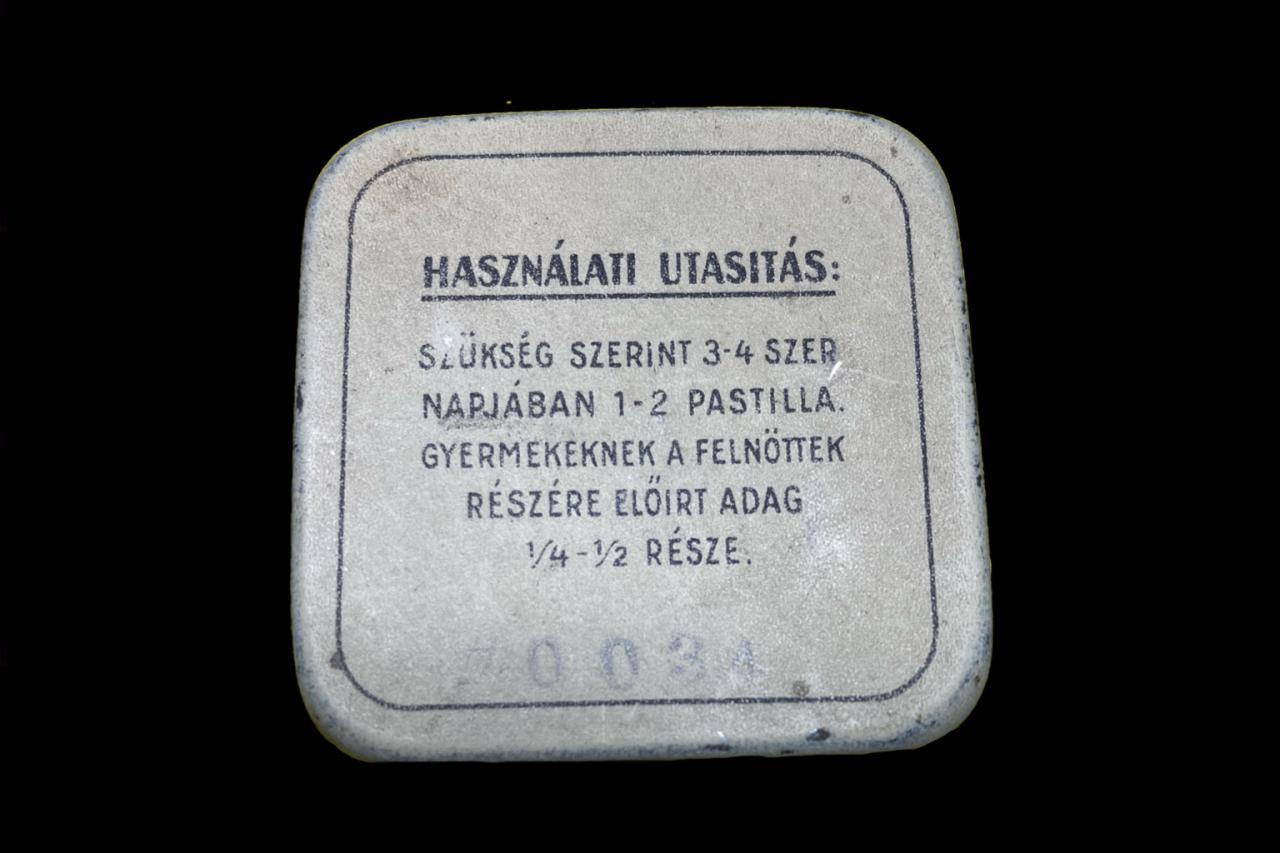 HASZNÁLATI UTASITÁS:
SZÜKSÉG SZERINT 3-4 SZER
NAPJÁBAN 1-2 PASTILLA.
GYERMEKEKNEK A FELNÖTTEK
RÉSZÉRE ELŐIRT ADAG
1/4-1/2 RÉSZE.